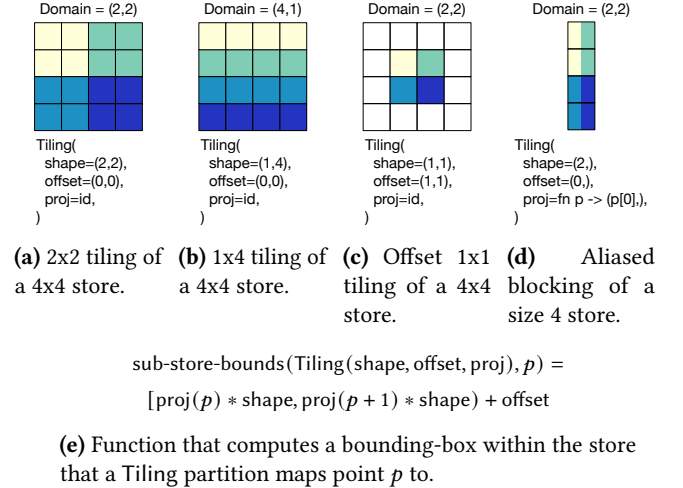 Domain = (2,2)
Domain = (4,1)
Domain = (2,2)
Domain = (2,2)
Tiling(
shape=(2,2),
offset=(0,0),
proj=id,
)
Tiling(
shape=(1,4),
offset=(0,0),
proj=id,
)
Tiling(
shape=(1,1),
offset=(1,1),
proj=id,
)
Tiling(
shape=(2,),
offset=(0,),
proj=fn p -> (p[0],),
)
(a) 2x2 tiling of
a 4x4 store.
(b) 1x4 tiling of
a 4x4 store.
(c) Offset 1x1
tiling of a 4x4
store.
(d) Aliased
blocking of a
size 4 store.
sub-store-bounds(Tiling(shape, offset, proj), p) =
[proj(p) ∗ shape, proj(p + 1) ∗ shape) + offset
(e) Function that computes a bounding-box within the store
that a Tiling partition maps point p to.